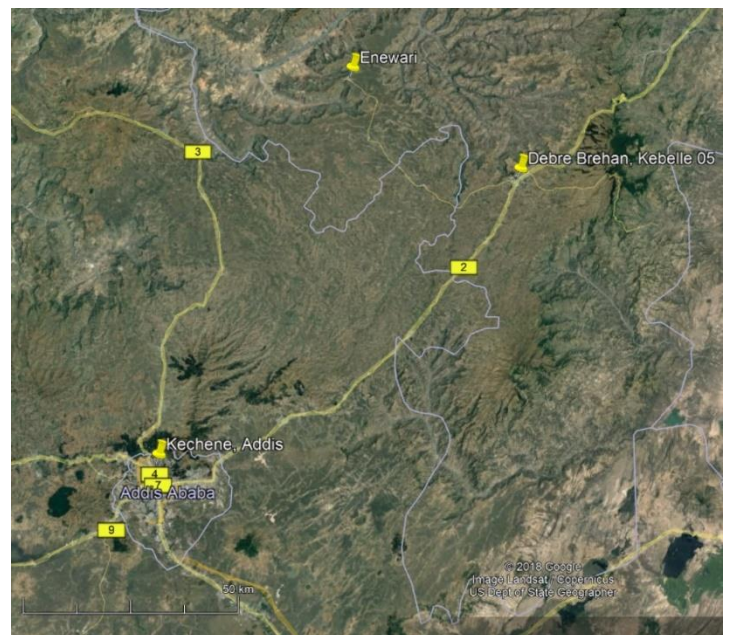 Enewari
3
Debre Brehan, Kebelle 05
2
Kechene, Addis
4
7
Addis Ababa
9
© 2018 Google
Image Landsat / Copernicus
US Dept of State Geographer
50 km